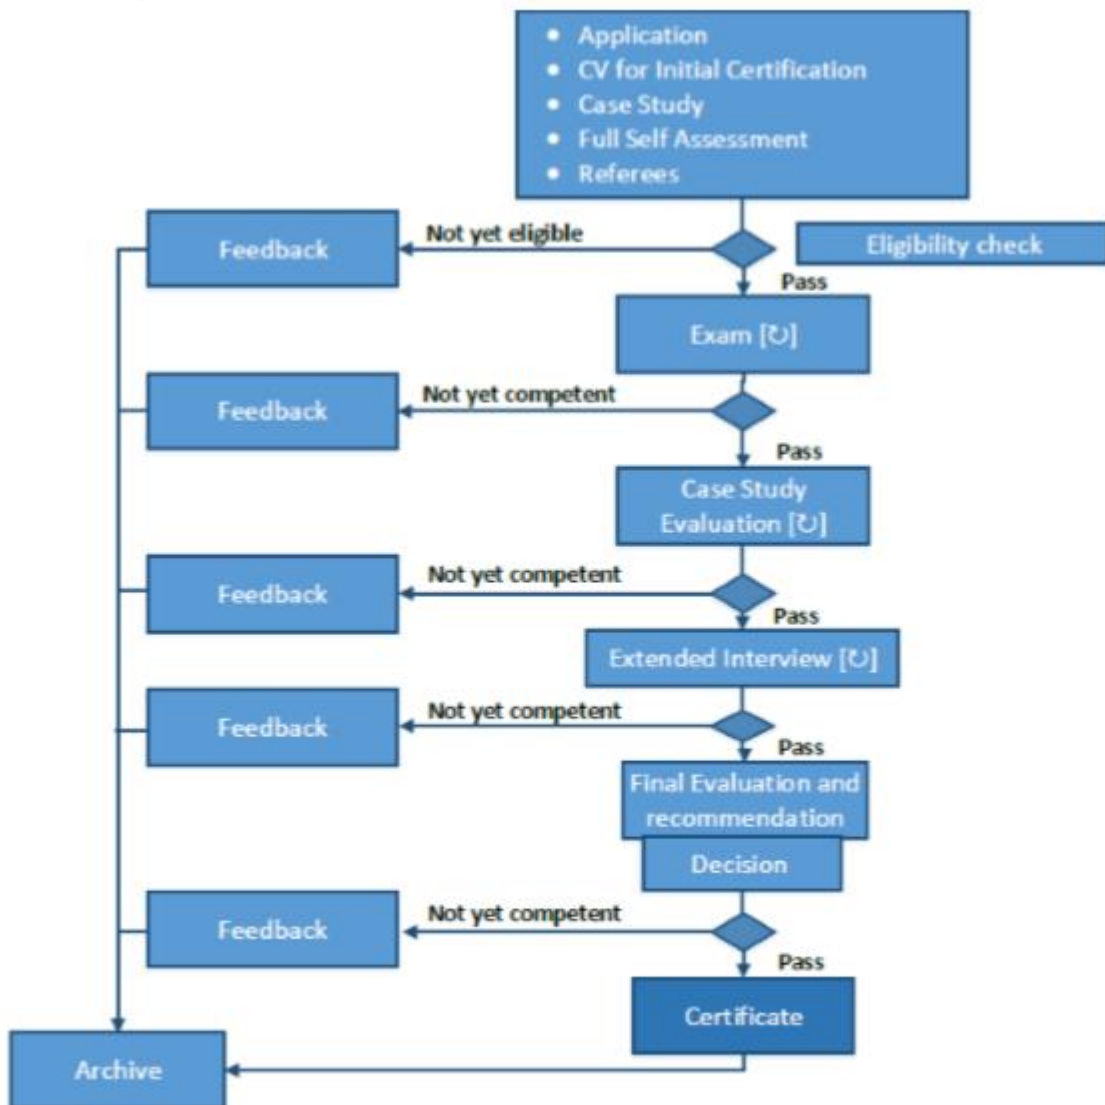 • Application
• CV for Initial Certification
• Case Study
• Full Self Assessment
• Referees
Feedback
Not yet eligible
Eligibility check
Pass
Exam [↻]
Feedback
Not yet competent
Pass
Case Study
Evaluation [↻]
Feedback
Not yet competent
Pass
Extended Interview [↻]
Feedback
Not yet competent
Pass
Final Evaluation and
recommendation
Decision
Feedback
Not yet competent
Pass
Certificate
Archive